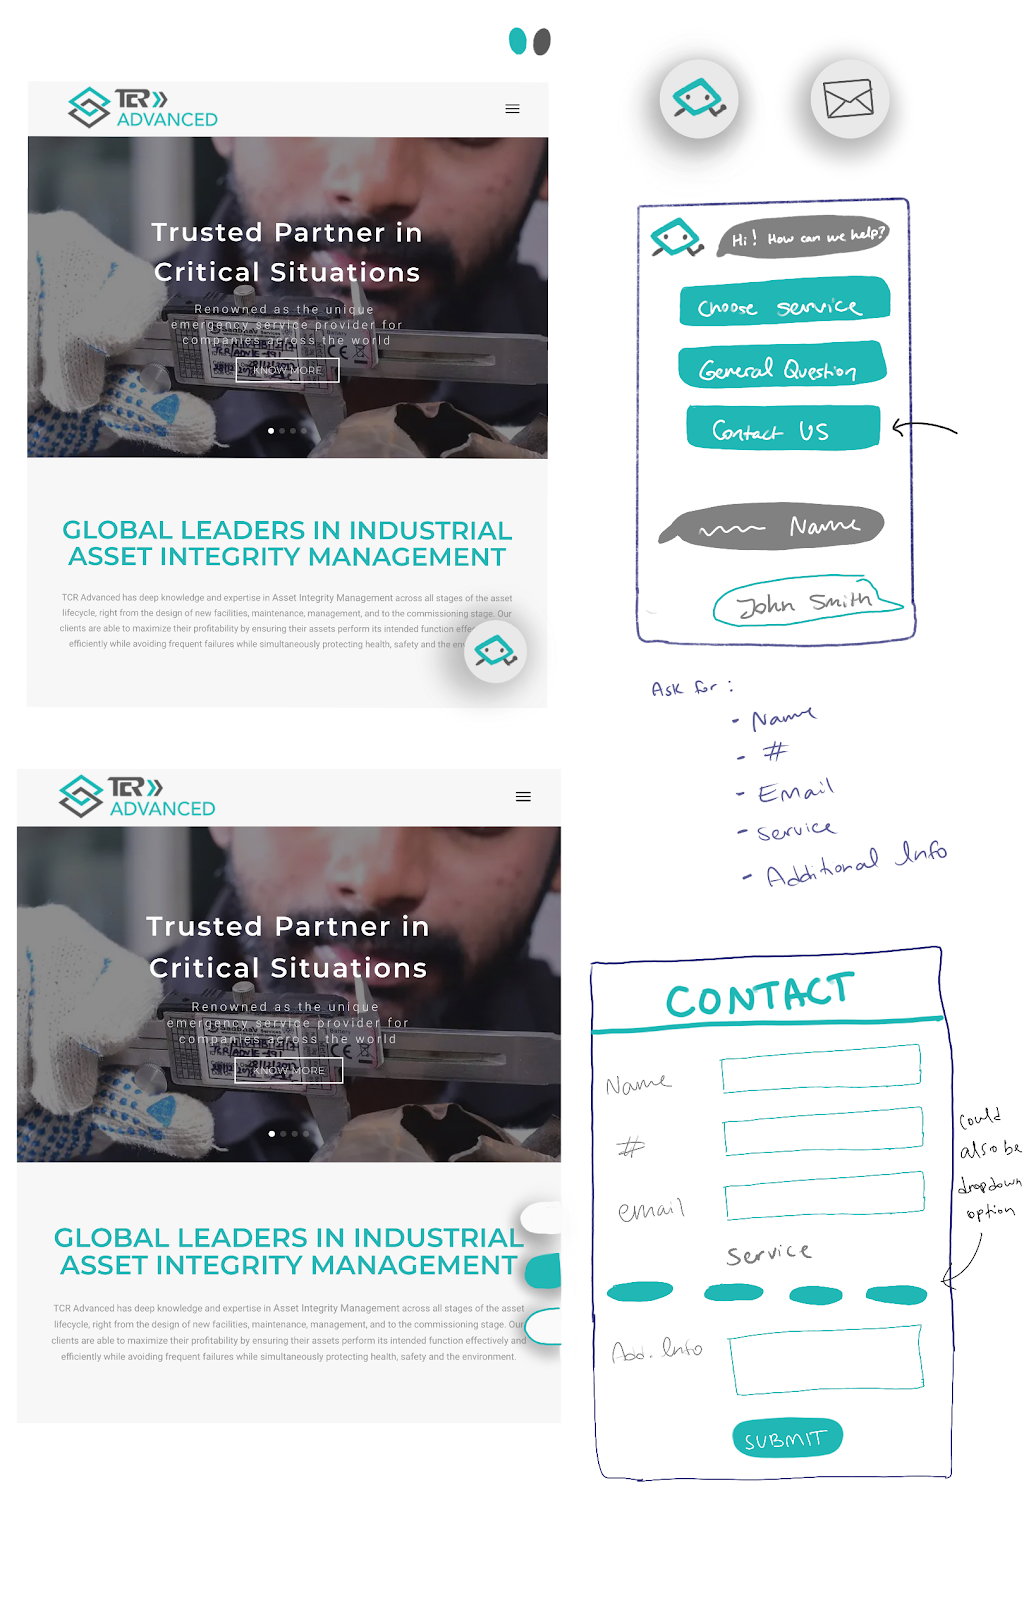 TCR
ADVANCED
Trusted Partner in
Critical Situations
Renowned as the unique
emergency service provider for
companies across the world
KNOW MORE
GLOBAL LEADERS IN INDUSTRIAL
ASSET INTEGRITY MANAGEMENT
TCR Advanced has deep knowledge and expertise in Asset Integrity Management across all stages of the asset
lifecycle, right from the design of new facilities, maintenance, management, and to the commissioning stage. Our
clients are able to maximize their profitability by ensuring their assets perform its intended function
efficiently while avoiding frequent failures while simultaneously protecting health, safety and the
Hi! How can we help?
Choose service
General Question
Contact US
Name
John Smith
Ask for:
- Name
- #
- Email
- Service
- Additional Info
TCR
ADVANCED
Trusted Partner in
Critical Situations
Renowned as the unique
emergency service provider for
companies across the world
KNOW MORE
GLOBAL LEADERS IN INDUSTRIAL
ASSET INTEGRITY MANAGEMENT
TCR Advanced has deep knowledge and expertise in Asset Integrity Management across all stages of the asset
lifecycle, right from the design of new facilities, maintenance, management, and to the commissioning stage. Our
clients are able to maximize their profitability by ensuring their assets perform its intended function effectively and
efficiently while avoiding frequent failures while simultaneously protecting health, safety and the environment.
CONTACT
Name
#
email
Service
Add. Info
SUBMIT
could
also be
dropdown
option